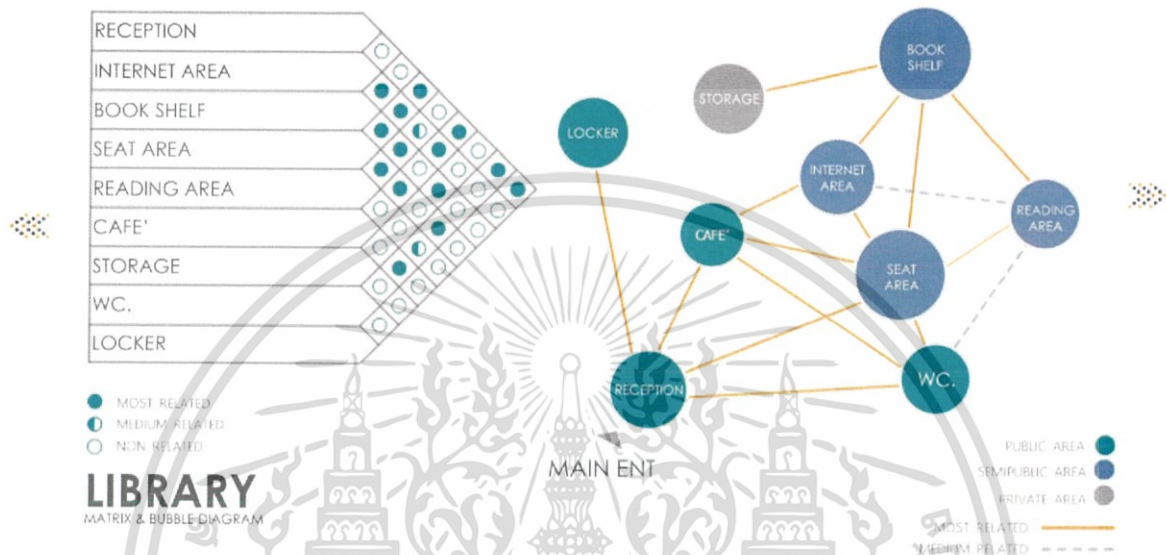 RECEPTION
INTERNET AREA
BOOK SHELF
SEAT AREA
READING AREA
CAFE'
STORAGE
WC.
LOCKER
MOST RELATED
MEDIUM RELATED
NON RELATED
LIBRARY
MATRIX & BUBBLE DIAGRAM
BOOK
SHELF
STORAGE
LOCKER
INTERNET
AREA
READING
AREA
CAFE'
SEAT
AREA
RECEPTION
WC.
MAIN ENT
PUBLIC AREA
SEMIPUBLIC AREA
PRIVATE AREA
MOST RELATED
MEDIUM RELATED